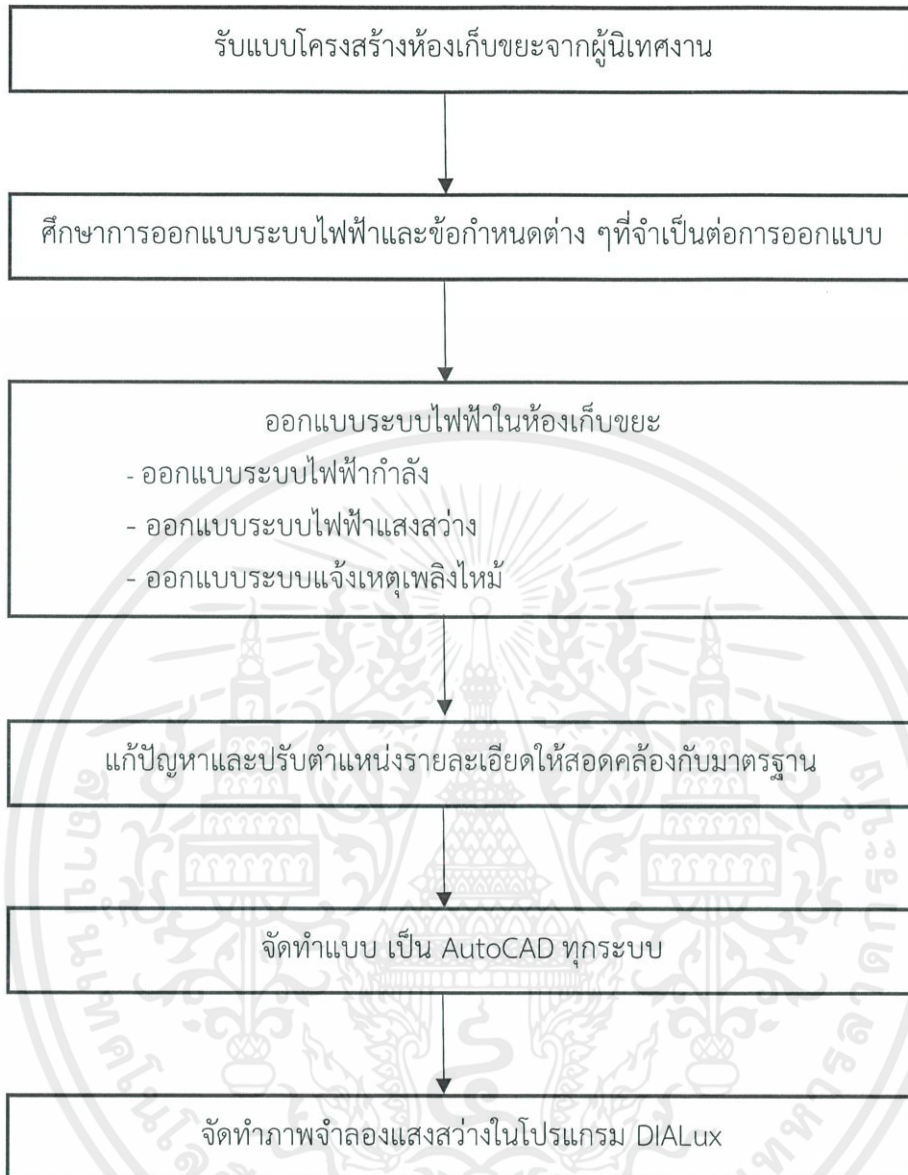 รับแบบโครงสร้างห้องเก็บขยะจากผู้นิเทศงาน
ศึกษาการออกแบบระบบไฟฟ้าและข้อกำหนดต่าง ๆที่จำเป็นต่อการออกแบบ
ออกแบบระบบไฟฟ้าในห้องเก็บขยะ
- ออกแบบระบบไฟฟ้ากำลัง
- ออกแบบระบบไฟฟ้าแสงสว่าง
- ออกแบบระบบแจ้งเหตุเพลิงไหม้
แก้ปัญหาและปรับตำแหน่งรายละเอียดให้สอดคล้องกับมาตรฐาน
จัดทำแบบ เป็น AutoCAD ทุกระบบ
จัดทำภาพจำลองแสงสว่างในโปรแกรม DIALux